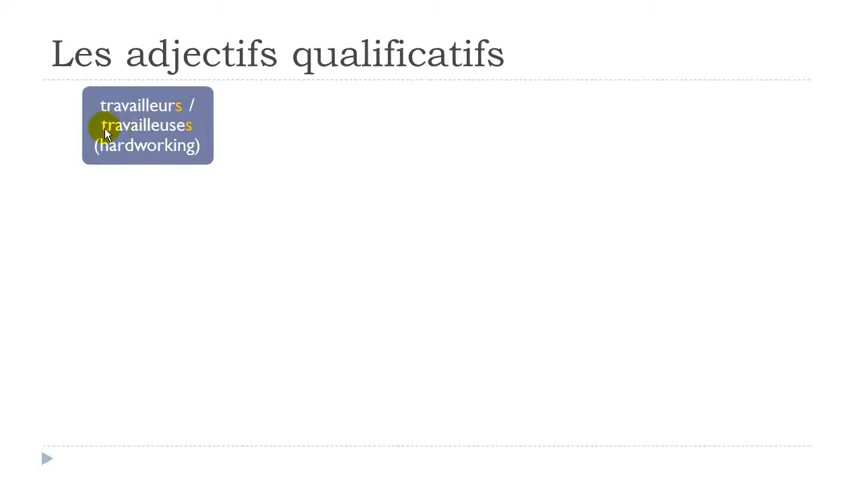 Les adjectifs qualificatifs
travailleurs /
travailleuses
(hardworking)